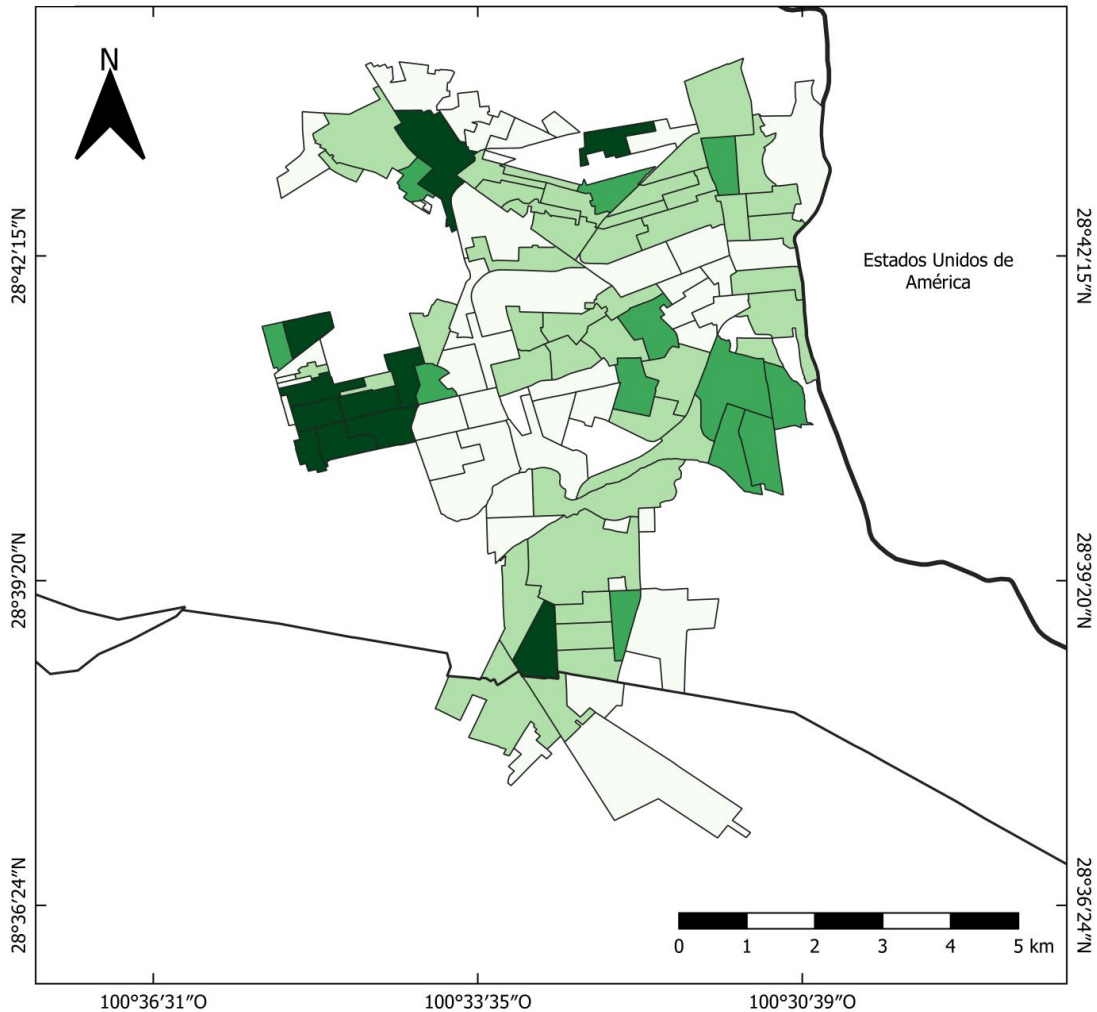 N
28°42′15″N
28°42′15″N
Estados Unidos de
América
28°39′20″N
28°39′20″N
28°36′24″N
28°36′24″N
0 1 2 3 4 5 km
100°36′31″O
100°33′35″O
100°30′39″O